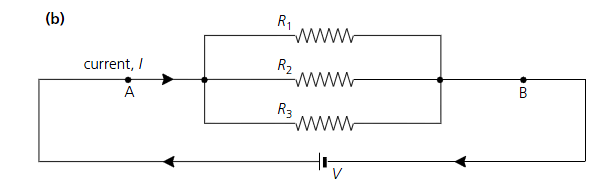 (b)
R1
current, I
R2
A
B
R3
V